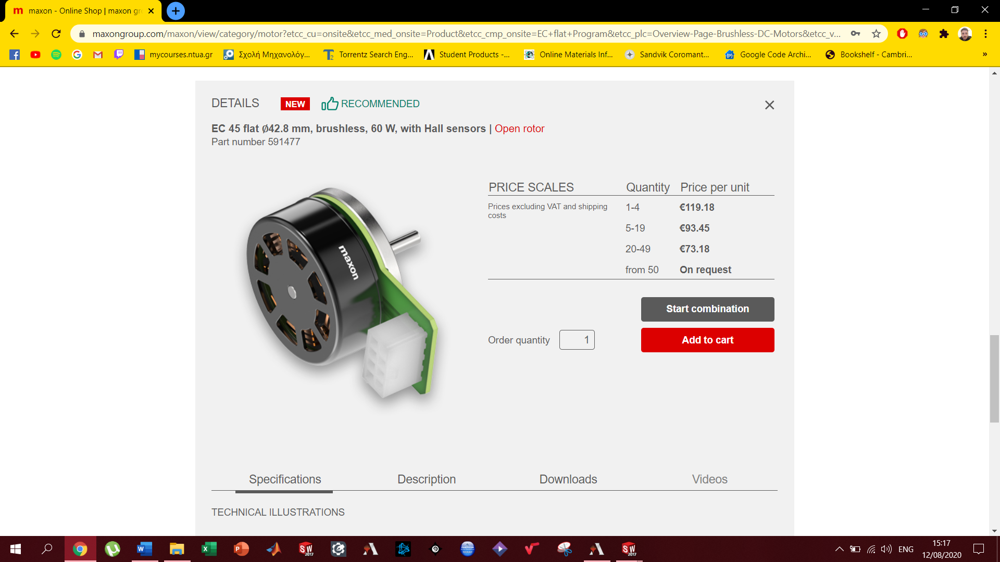 m maxon - Online Shop | maxon gr
maxongroup.com/maxon/view/category/motor?etcc_cu=onsite&etcc_med_onsite=Product&etcc_cmp_onsite=EC+flat+Program&etcc_plc=Overview-Page-Brushless-DC-Motors&etcc_v...
mycourses.ntua.gr Σχολή Μηχανολόγ... Torrentz Search Eng... Student Products -... Online Materials Inf... Sandvik Coromant... Google Code Archi... Bookshelf - Cambri... »
DETAILS NEW RECOMMENDED
EC 45 flat Ø42.8 mm, brushless, 60 W, with Hall sensors | Open rotor
Part number 591477
PRICE SCALES Quantity Price per unit
Prices excluding VAT and shipping costs 1-4 €119.18
5-19 €93.45
20-49 €73.18
from 50 On request
maxon
Start combination
Order quantity 1 Add to cart
Specifications Description Downloads Videos
TECHNICAL ILLUSTRATIONS
ENG 15:17
12/08/2020